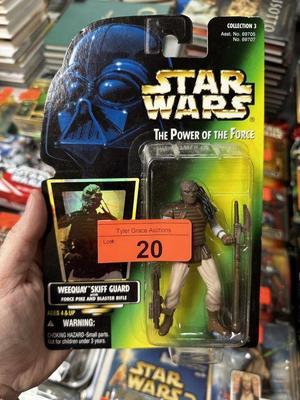 COLLECTION 3
Asst. No. 69705
No. 69707
STAR
WARS
THE POWER OF THE FORCE
Tyler Grace Auctions
Lot#
20
WEEQUAY SKIFF GUARD
WITH
FORCE PIKE AND BLASTER RIFLE
AGES 4 & UP
WARNING:
CHOKING HAZARD-Small parts.
Not for children under 3 years.
STAR WARS